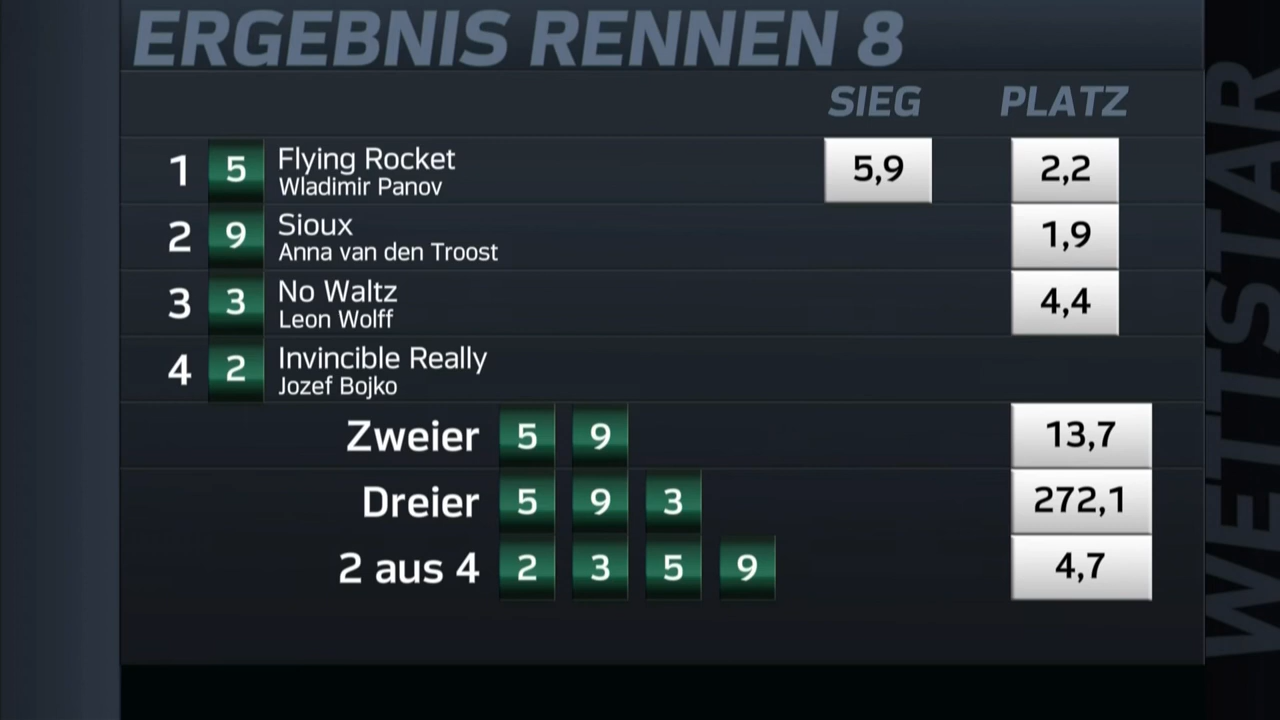 ERGEBNIS RENNEN 8
SIEG PLATZ
1 5 Flying Rocket 5,9 2,2
Wladimir Panov
2 9 Sioux 1,9
Anna van den Troost
3 3 No Waltz 4,4
Leon Wolff
4 2 Invincible Really
Jozef Bojko
Zweier 5 9 13,7
Dreier 5 9 3 272,1
2 aus 4 2 3 5 9 4,7
WETTSTAR